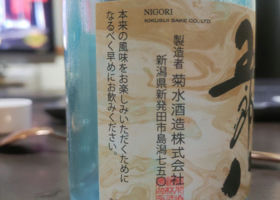 NIGORI
KIKUSUI SAKE CO.,LTD.
製造者 菊水酒造株式会社
新潟県新発田市島潟七五〇
本来の風味をお楽しみいただくために
なるべく早めにお飲みください。
五郎八